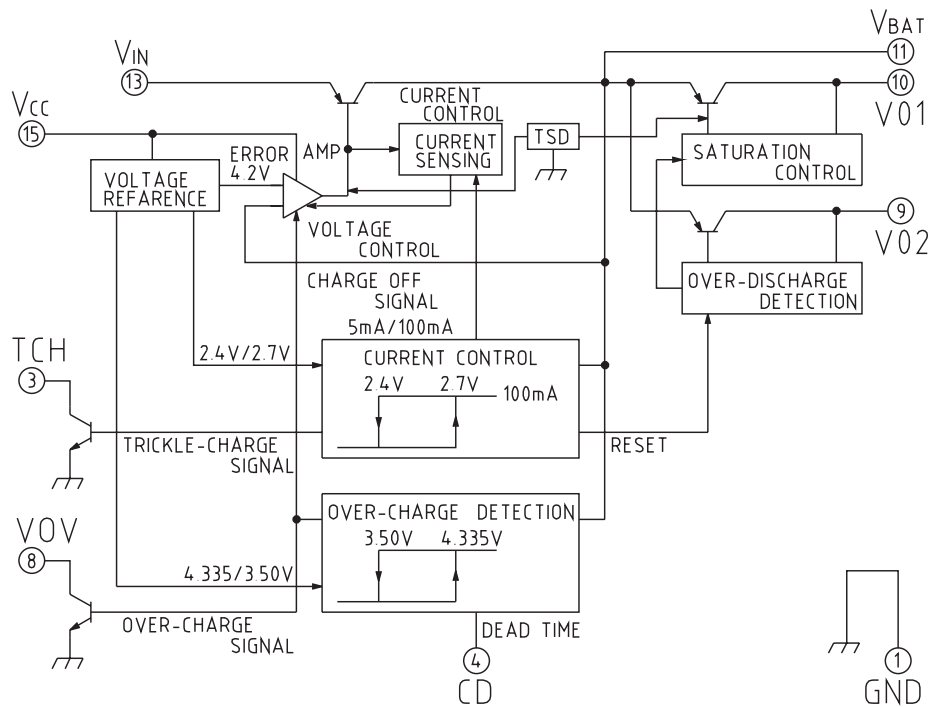 VBAT
11
VIN
13
10
VO1
CURRENT
CONTROL
VCC
15
AMP
CURRENT
SENSING
TSD
SATURATION
CONTROL
ERROR
4.2V
VOLTAGE
REFARENCE
9
VO2
VOLTAGE
CONTROL
CHARGE OFF
SIGNAL
OVER-DISCHARGE
DETECTION
5mA/100mA
TCH
3
2.4V/2.7V
CURRENT CONTROL
2.4V 2.7V
100mA
TRICKLE-CHARGE
SIGNAL
RESET
VOV
8
OVER-CHARGE DETECTION
3.50V 4.335V
4.335/3.50V
OVER-CHARGE
SIGNAL
DEAD TIME
4
CD
1
GND